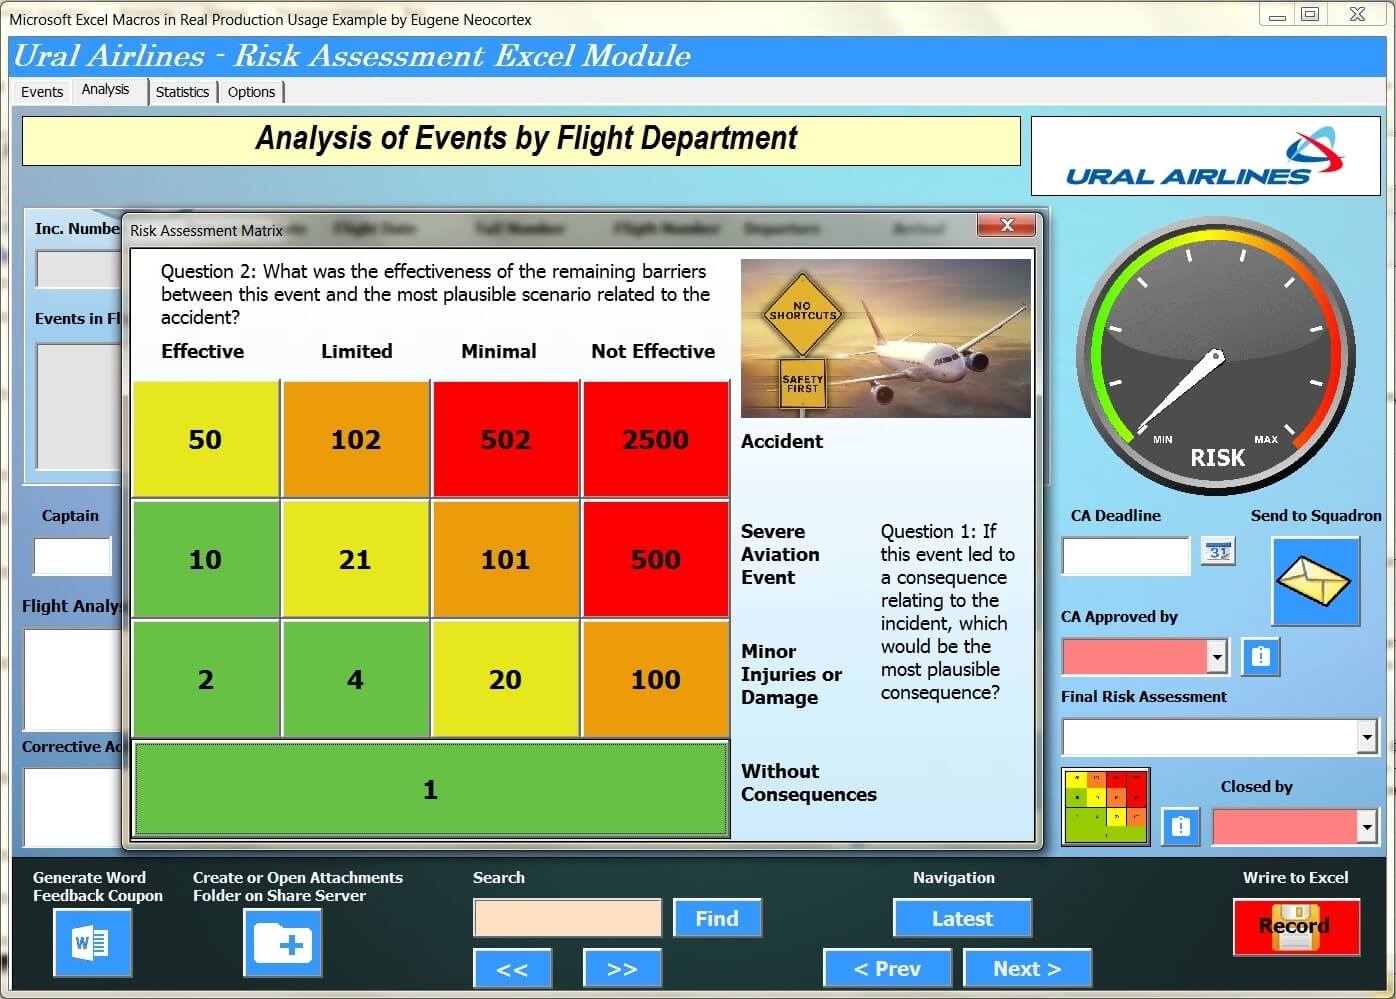 Microsoft Excel Macros in Real Production Usage Example by Eugene Neocortex
Ural Airlines - Risk Assessment Excel Module
Events Analysis Statistics Options
Analysis of Events by Flight Department
URAL AIRLINES
Inc. Numbe
Risk Assessment Matrix
Flight Date Tail Number Fligth Number Departure Arrival
Events in Fl
Captain
Flight Analys
Corrective Ac
Question 2: What was the effectiveness of the remaining barriers
between this event and the most plausible scenario related to the
accident?
Effective Limited Minimal Not Effective
50 102 502 2500
10 21 101 500
2 4 20 100
1
NO
SHORTCUTS
SAFETY
FIRST
Accident
Severe
Aviation
Event
Minor
Injuries or
Damage
Without
Consequences
Question 1: If
this event led to
a consequence
relating to the
incident, which
would be the
most plausible
consequence?
MIN MAX
RISK
CA Deadline
Send to Squadron
31
CA Approved by
Final Risk Assessment
Closed by
Generate Word
Feedback Coupon
W
Create or Open Attachments
Folder on Share Server
Search
Find
<< >>
Navigation
Latest
< Prev Next >
Wrire to Excel
Record